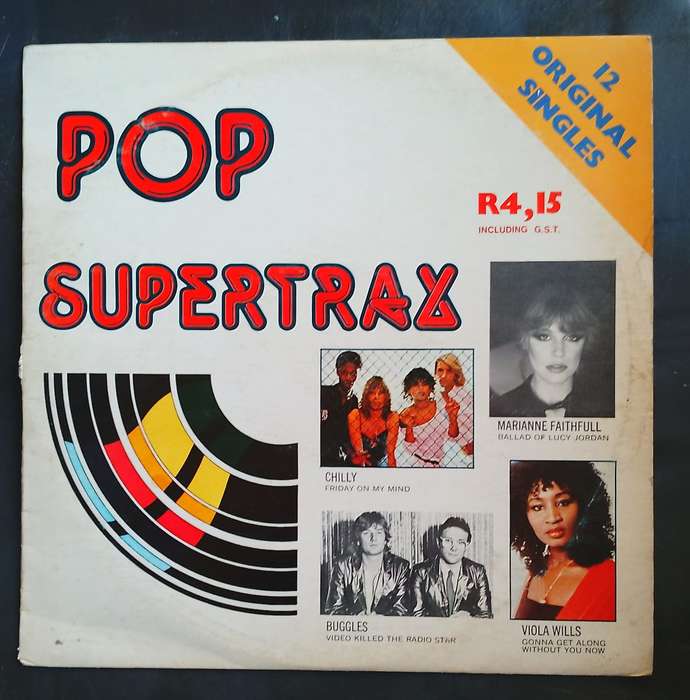 12
ORIGINAL
SINGLES
POP
R4,15
INCLUDING G.S.T.
SUPERTRAX
MARIANNE FAITHFULL
BALLAD OF LUCY JORDAN
CHILLY
FRIDAY ON MY MIND
BUGGLES
VIDEO KILLED THE RADIO STAR
VIOLA WILLS
GONNA GET ALONG
WITHOUT YOU NOW